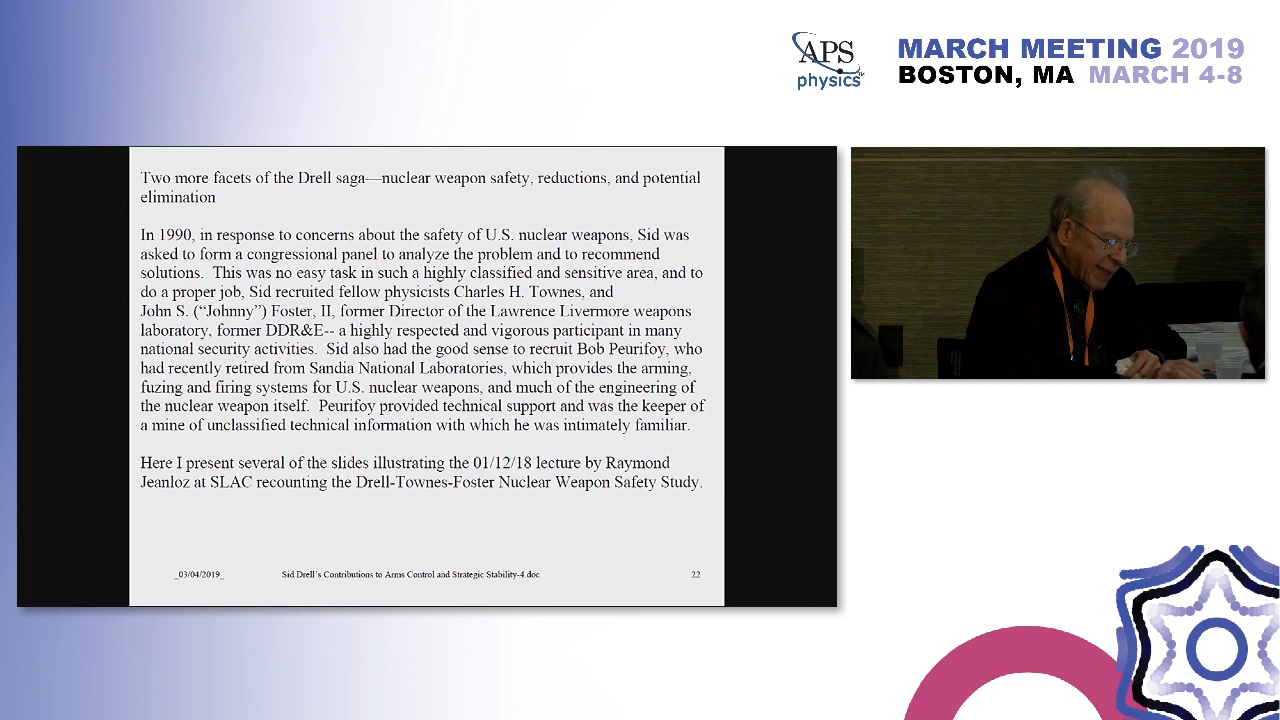 APS
physics™
MARCH MEETING 2019
BOSTON, MA MARCH 4-8
Two more facets of the Drell saga—nuclear weapon safety, reductions, and potential
elimination
In 1990, in response to concerns about the safety of U.S. nuclear weapons, Sid was
asked to form a congressional panel to analyze the problem and to recommend
solutions. This was no easy task in such a highly classified and sensitive area, and to
do a proper job, Sid recruited fellow physicists Charles H. Townes, and
John S. (“Johnny”) Foster, II, former Director of the Lawrence Livermore weapons
laboratory, former DDR&E-- a highly respected and vigorous participant in many
national security activities. Sid also had the good sense to recruit Bob Peurifoy, who
had recently retired from Sandia National Laboratories, which provides the arming,
fuzing and firing systems for U.S. nuclear weapons, and much of the engineering of
the nuclear weapon itself. Peurifoy provided technical support and was the keeper of
a mine of unclassified technical information with which he was intimately familiar.
Here I present several of the slides illustrating the 01/12/18 lecture by Raymond
Jeanloz at SLAC recounting the Drell-Townes-Foster Nuclear Weapon Safety Study.
_03/04/2019_ Sid Drell’s Contributions to Arms Control and Strategic Stability-4.doc 22